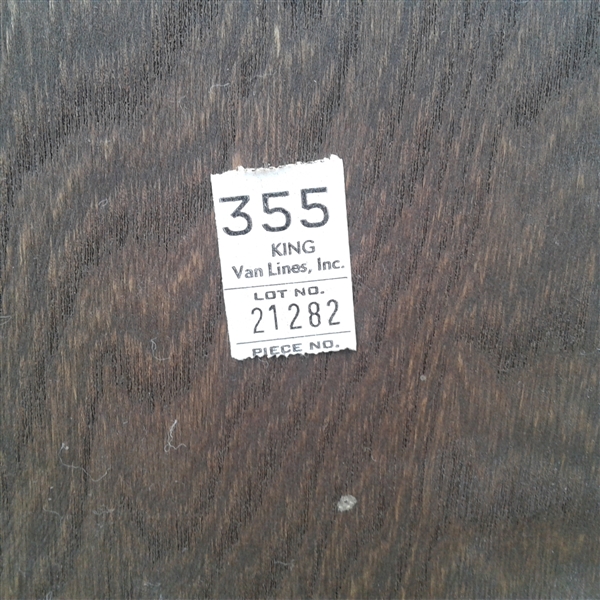 355
KING
Van Lines, Inc.
LOT NO.
21282
PIECE NO.